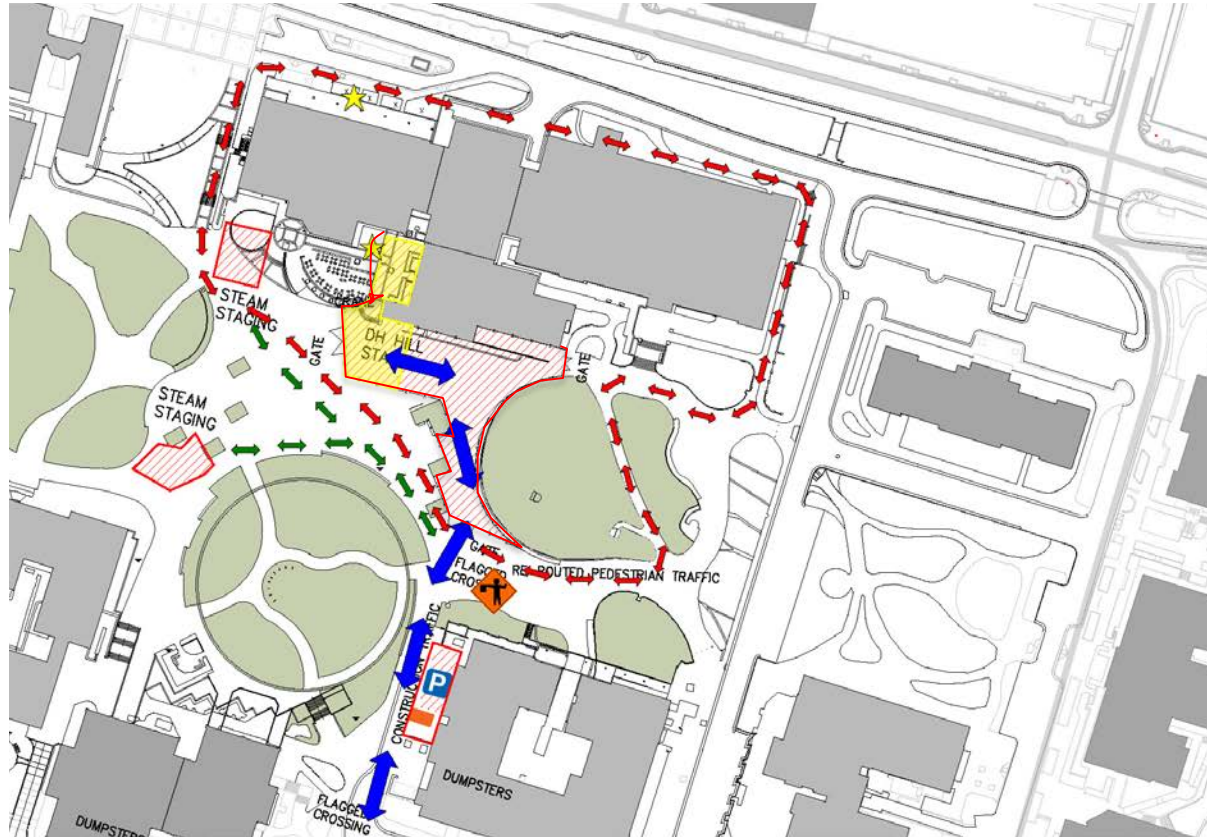 STEAM
STAGING
GATE
DH HILL
GATE
STEAM
STAGING
GATE
FLAGGED
CROSSING
RE-ROUTED PEDESTRIAN TRAFFIC
CONSTRUCTION TRAFFIC
P
DUMPSTERS
FLAGGED
CROSSING
DUMPSTERS